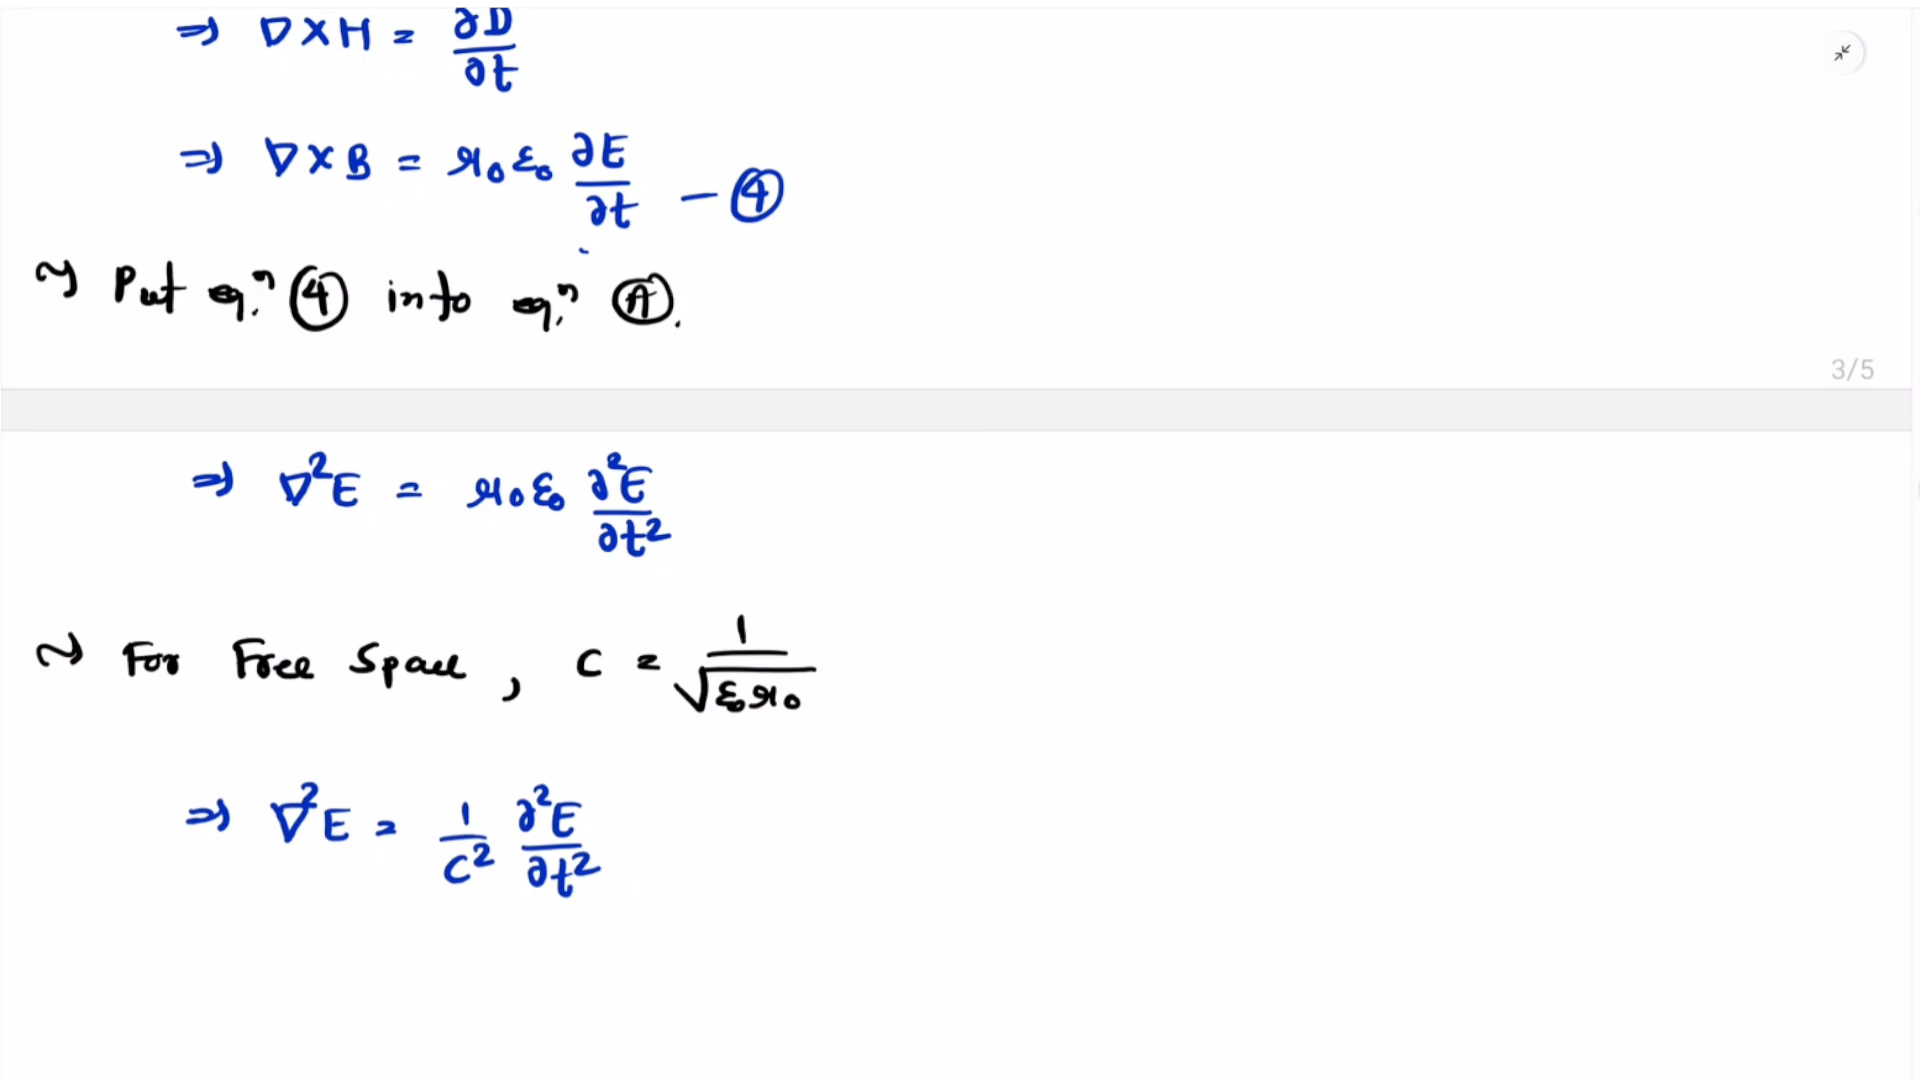 ⇒ ∇ × H = ∂D/∂t
⇒ ∇ × B = μ₀ε₀ ∂E/∂t — ④
~> Put eq.ⁿ ④ into eq.ⁿ Ⓐ.
3/5
⇒ ∇²E = μ₀ε₀ ∂²E/∂t²
~> For Free Space, C = 1/√ε₀μ₀
⇒ ∇²E = 1/C² ∂²E/∂t²